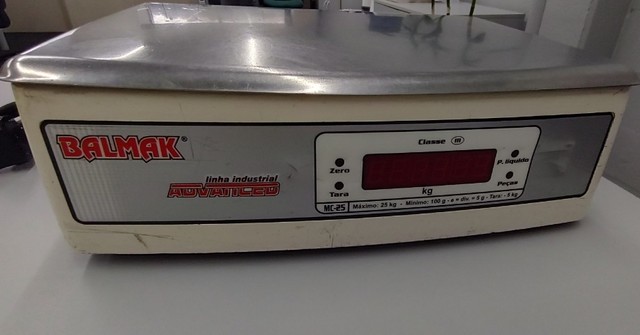 BALMAK®
linha industrial
ADVANCED
Classe III
Zero
Tara
P. líquido
Peças
kg
MC-25 Máximo: 25 kg - Mínimo: 100 g - e = div. = 5 g - Tara: - 5 kg